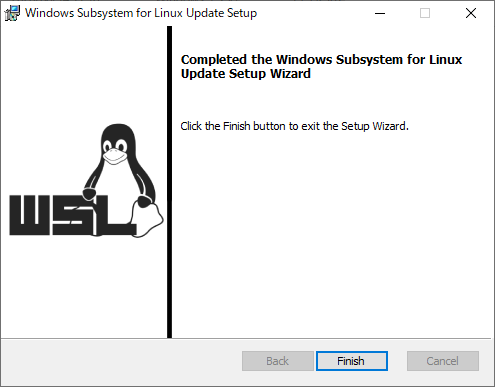 Windows Subsystem for Linux Update Setup
Completed the Windows Subsystem for Linux
Update Setup Wizard
Click the Finish button to exit the Setup Wizard.
WSL
Back
Finish
Cancel